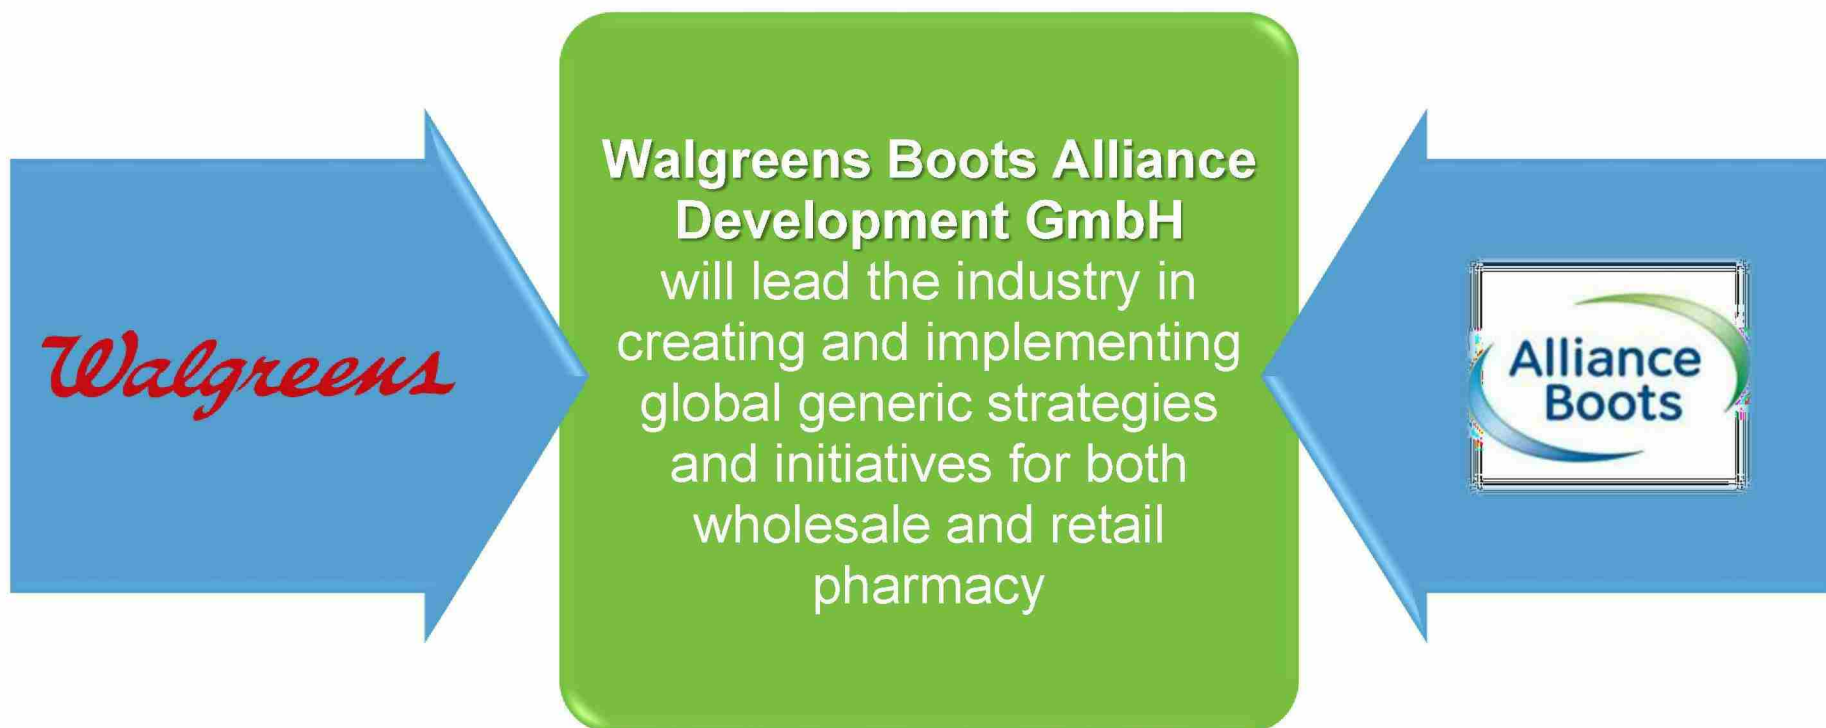 Walgreens
Walgreens Boots Alliance
Development GmbH
will lead the industry in
creating and implementing
global generic strategies
and initiatives for both
wholesale and retail
pharmacy
Alliance
Boots